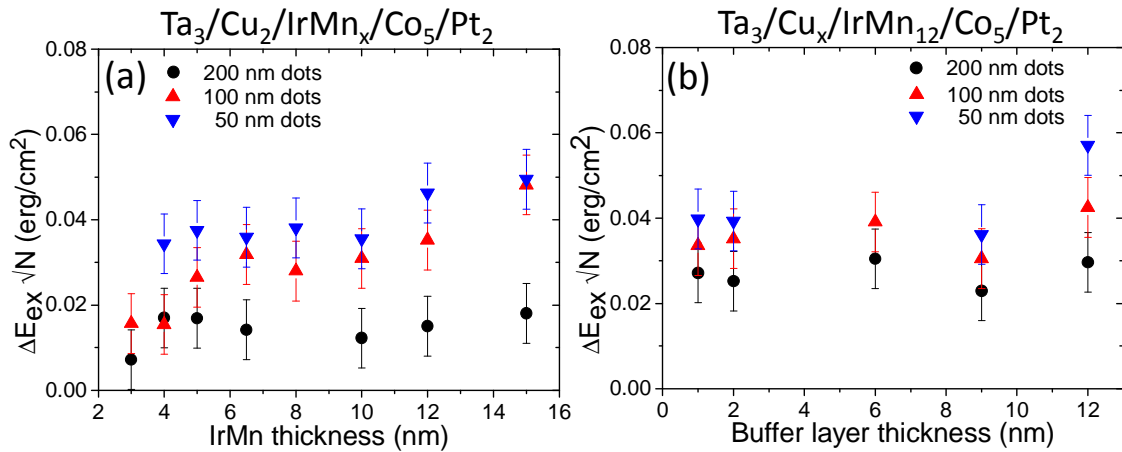 Ta₃/Cu₂/IrMnₓ/Co₅/Pt₂
(a)
200 nm dots
100 nm dots
50 nm dots
0.08
0.06
0.04
0.02
0.00
ΔEₑₓ √N (erg/cm²)
2 4 6 8 10 12 14 16
IrMn thickness (nm)
Ta₃/Cuₓ/IrMn₁₂/Co₅/Pt₂
(b)
200 nm dots
100 nm dots
50 nm dots
0.08
0.06
0.04
0.02
0.00
ΔEₑₓ √N (erg/cm²)
0 2 4 6 8 10 12
Buffer layer thickness (nm)